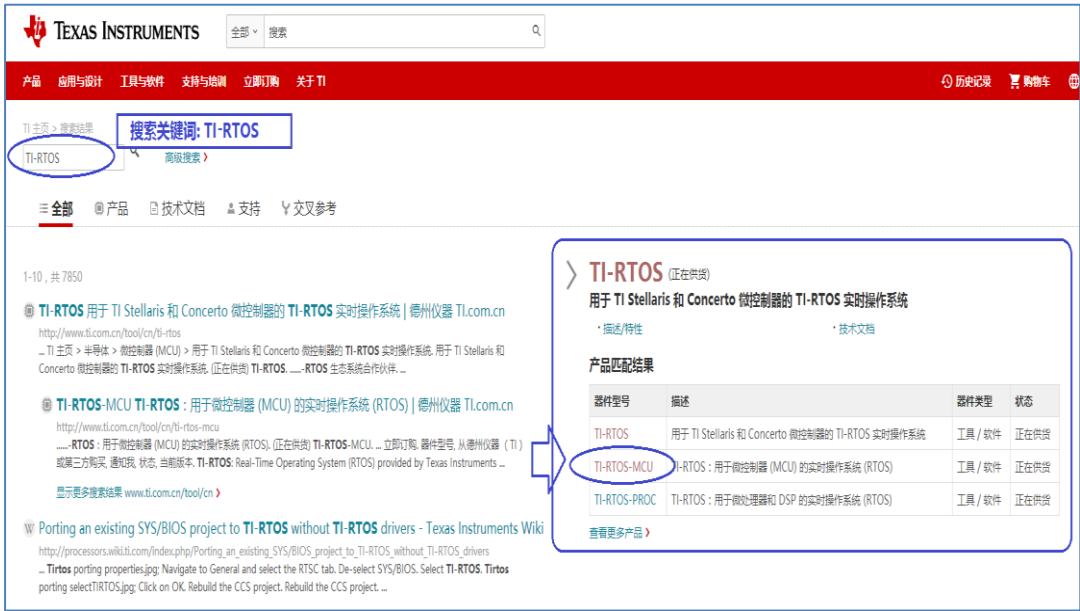 TEXAS INSTRUMENTS
全部
搜索
产品 应用与设计 工具与软件 支持与培训 立即订购 关于 TI
历史记录 购物车
TI 主页 > 搜索结果
搜索关键词: TI-RTOS
TI-RTOS
高级搜索
全部 产品 技术文档 支持 交叉参考
1-10 , 共 7850
TI-RTOS 用于 TI Stellaris 和 Concerto 微控制器的 TI-RTOS 实时操作系统 | 德州仪器 TI.com.cn
http://www.ti.com.cn/tool/cn/ti-rtos
... TI 主页 > 半导体 > 微控制器 (MCU) > 用于 TI Stellaris 和 Concerto 微控制器的 TI-RTOS 实时操作系统. 用于 TI Stellaris 和
Concerto 微控制器的 TI-RTOS 实时操作系统. (正在供货) TI-RTOS. ......-RTOS 生态系统合作伙伴. ...
TI-RTOS-MCU TI-RTOS：用于微控制器 (MCU) 的实时操作系统 (RTOS) | 德州仪器 TI.com.cn
http://www.ti.com.cn/tool/cn/ti-rtos-mcu
......-RTOS：用于微控制器 (MCU) 的实时操作系统 (RTOS). (正在供货) TI-RTOS-MCU. ... 立即订购. 器件型号, 从德州仪器（TI）
或第三方购买, 通知我, 状态, 当前版本. TI-RTOS: Real-Time Operating System (RTOS) provided by Texas Instruments ...
显示更多搜索结果 www.ti.com.cn/tool/cn
Porting an existing SYS/BIOS project to TI-RTOS without TI-RTOS drivers - Texas Instruments Wiki
http://processors.wiki.ti.com/index.php/Porting_an_existing_SYS/BIOS_project_to_TI-RTOS_without_TI-RTOS_drivers
... Tirtos porting properties.jpg; Navigate to General and select the RTSC tab. De-select SYS/BIOS. Select TI-RTOS. Tirtos
porting selectTIRTOS.jpg; Click on OK. Rebuild the CCS project. Rebuild the CCS project. ...
TI-RTOS (正在供货)
用于 TI Stellaris 和 Concerto 微控制器的 TI-RTOS 实时操作系统
· 描述/特性 · 技术文档
产品匹配结果
器件型号 描述 器件类型 状态
TI-RTOS 用于 TI Stellaris 和 Concerto 微控制器的 TI-RTOS 实时操作系统 工具 / 软件 正在供货
TI-RTOS-MCU TI-RTOS：用于微控制器 (MCU) 的实时操作系统 (RTOS) 工具 / 软件 正在供货
TI-RTOS-PROC TI-RTOS：用于微处理器和 DSP 的实时操作系统 (RTOS) 工具 / 软件 正在供货
查看更多产品